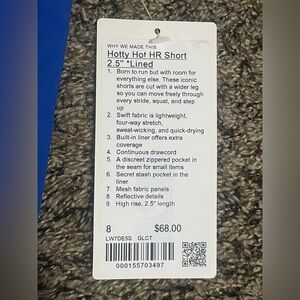 WHY WE MADE THIS
Hotty Hot HR Short
2.5" *Lined
1. Born to run but with room for
everything else. These iconic
shorts are cut with a wider leg
so you can move freely through
every stride, squat, and step
up
2. Swift fabric is lightweight,
four-way stretch,
sweat-wicking, and quick-drying
3. Built-in liner offers extra
coverage
4. Continuous drawcord
5. A discreet zippered pocket in
the seam for small items
6. Secret stash pocket in the
liner
7. Mesh fabric panels
8 Reflective details
9. High rise, 2.5" length
8 $68.00
LW7DE5S GLCT
000155703497